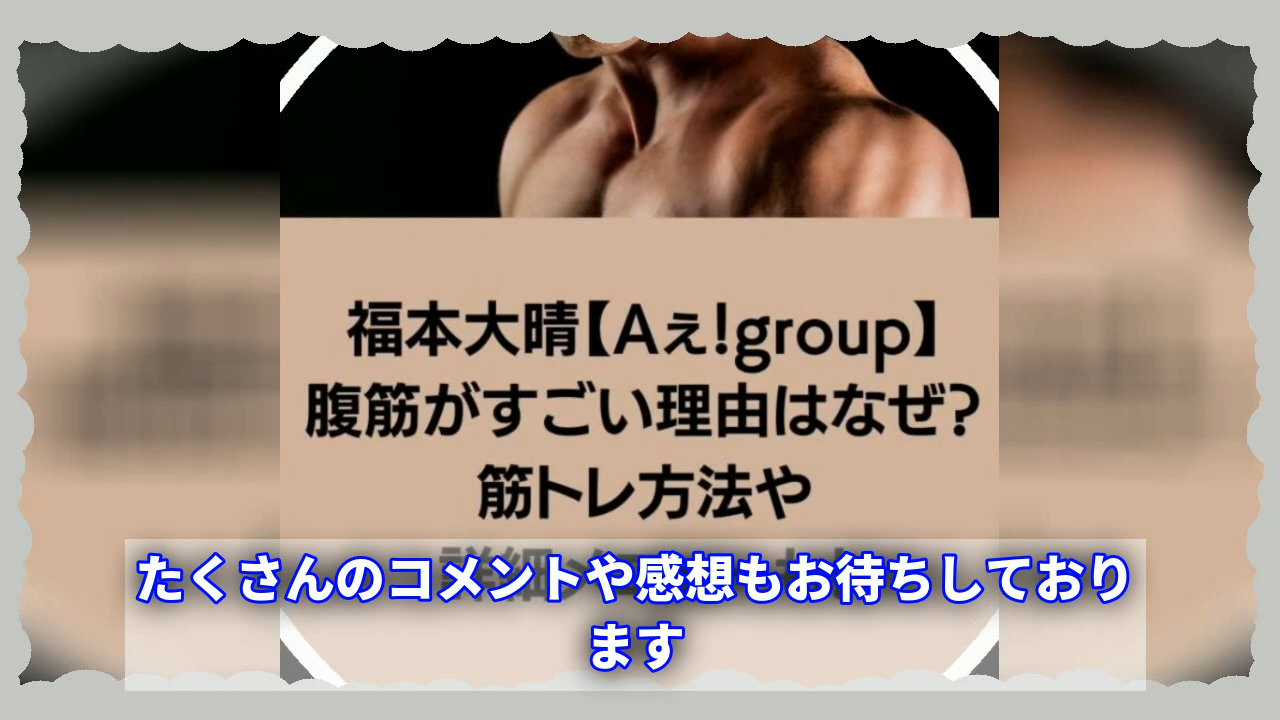 福本大晴【Aぇ!group】
腹筋がすごい理由はなぜ?
筋トレ方法や
たくさんのコメントや感想もお待ちしており
ます